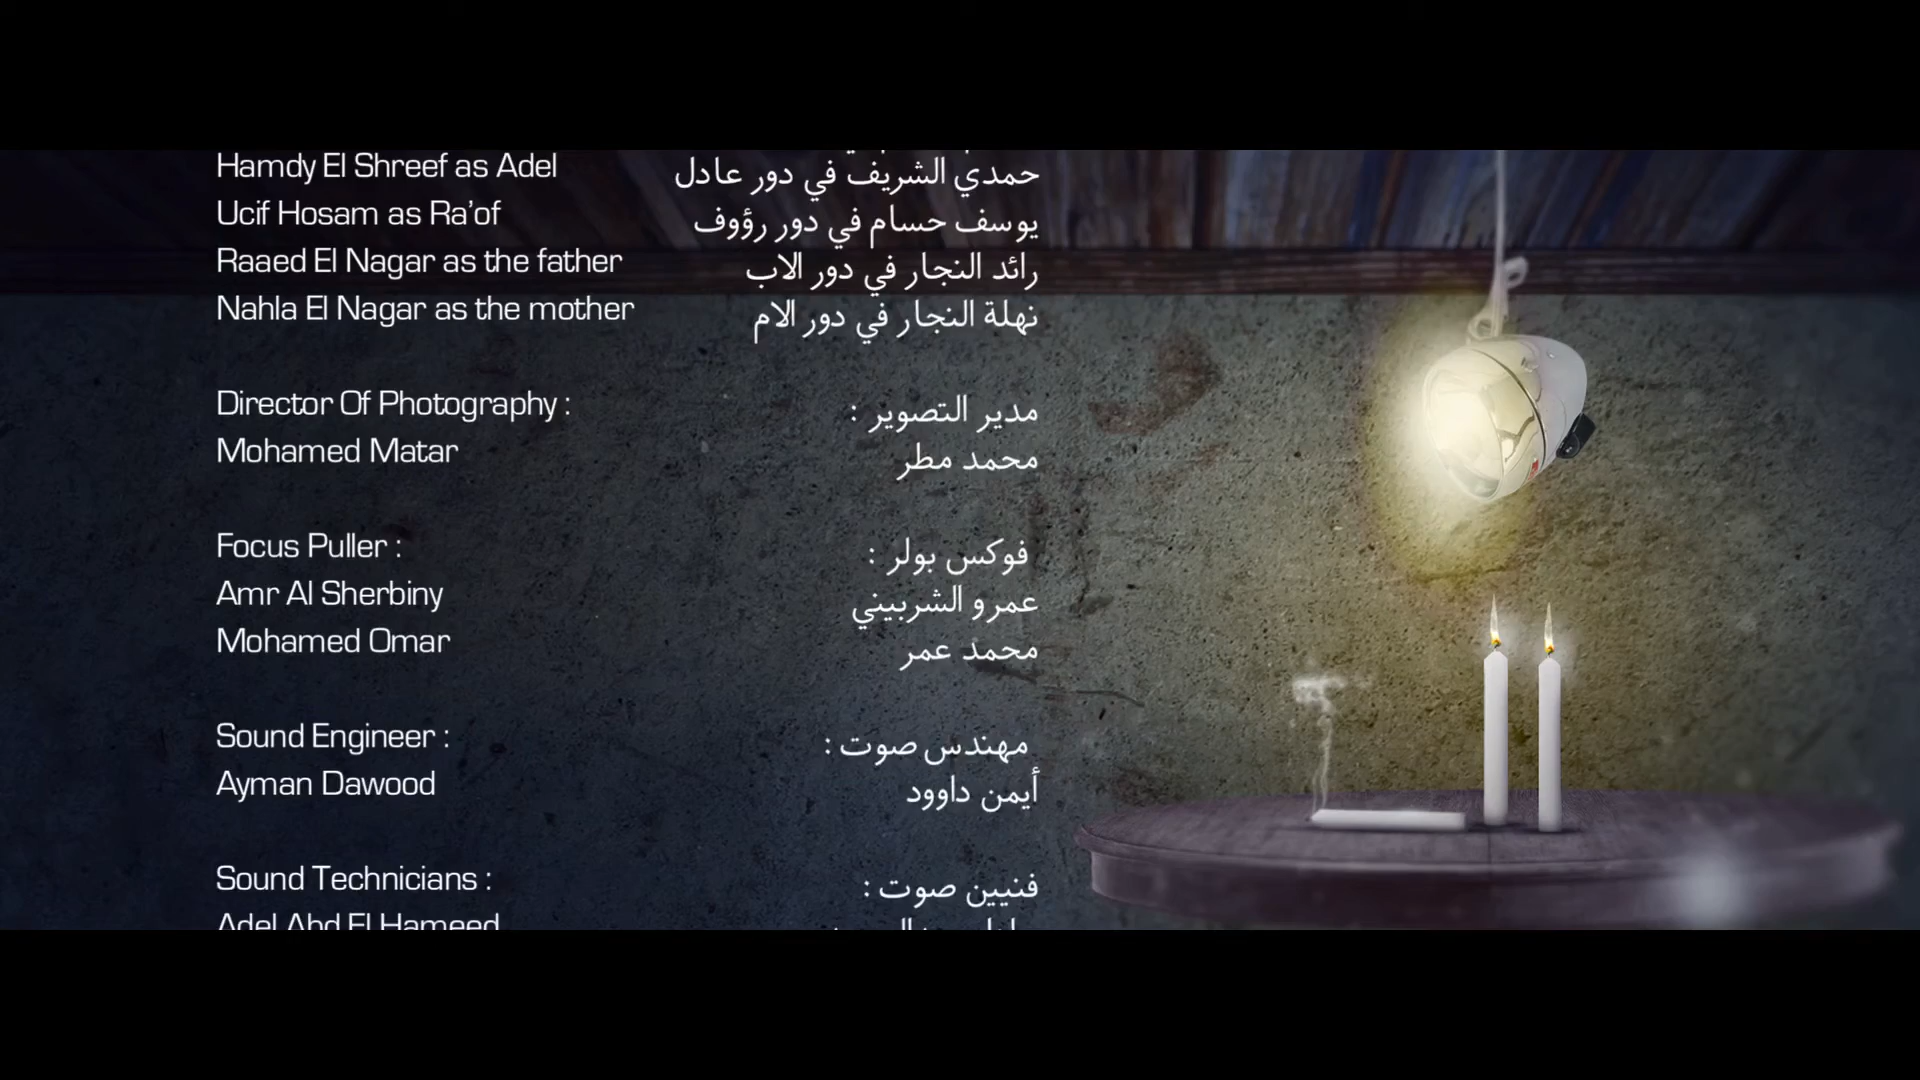 Hamdy El Shreef as Adel
حمدي الشريف في دور عادل
Ucif Hosam as Ra'of
يوسف حسام في دور رؤوف
Raaed El Nagar as the father
رائد النجار في دور الاب
Nahla El Nagar as the mother
نهلة النجار في دور الام
Director Of Photography :
مدير التصوير :
Mohamed Matar
محمد مطر
Focus Puller :
فوكس بولر :
Amr Al Sherbiny
عمرو الشربيني
Mohamed Omar
محمد عمر
Sound Engineer :
مهندس صوت :
Ayman Dawood
أيمن داوود
Sound Technicians :
فنيين صوت :
Adel Abd El Hameed